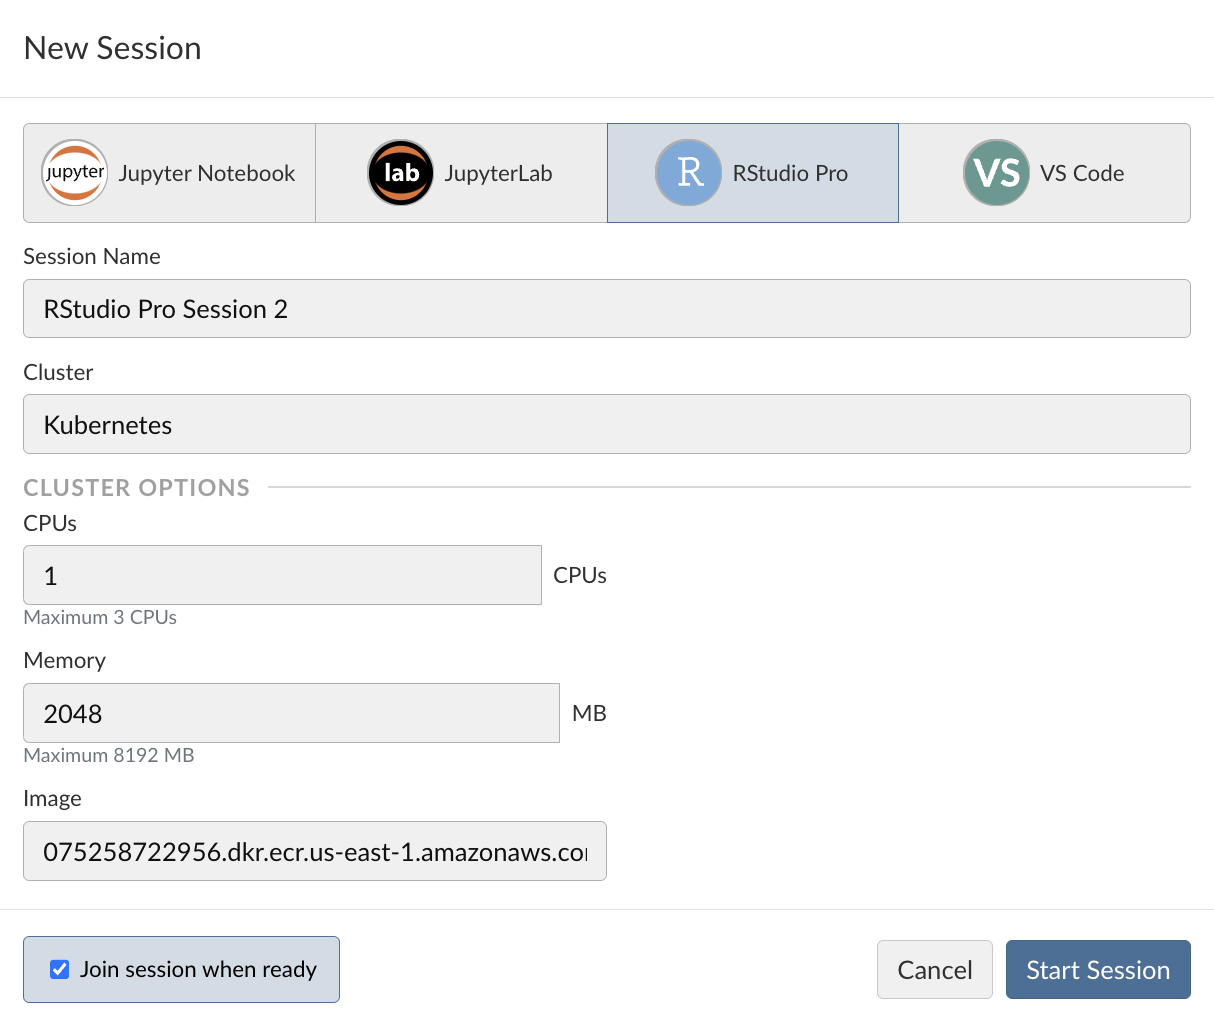 New Session
jupyter Jupyter Notebook lab JupyterLab R RStudio Pro VS VS Code
Session Name
RStudio Pro Session 2
Cluster
Kubernetes
CLUSTER OPTIONS
CPUs
1 CPUs
Maximum 3 CPUs
Memory
2048 MB
Maximum 8192 MB
Image
075258722956.dkr.ecr.us-east-1.amazonaws.co
Join session when ready Cancel Start Session